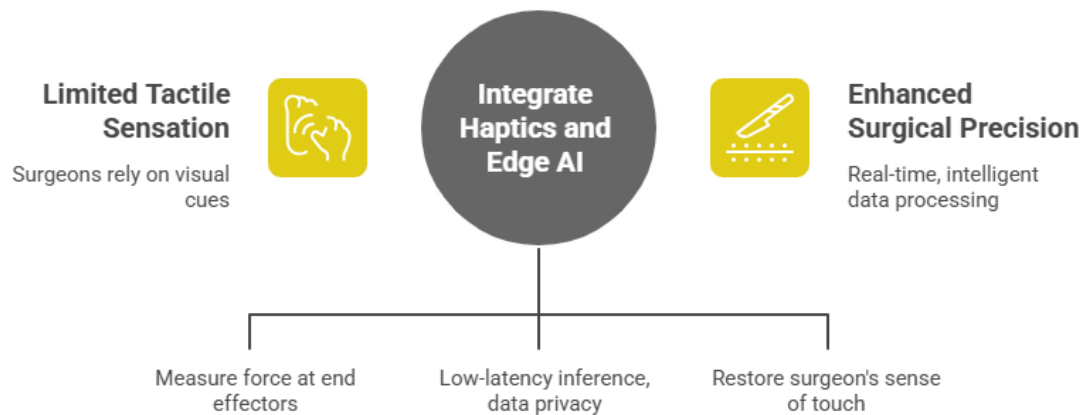 Limited Tactile
Sensation
Surgeons rely on visual
cues
Integrate
Haptics and
Edge AI
Enhanced
Surgical Precision
Real-time, intelligent
data processing
Measure force at end
effectors
Low-latency inference,
data privacy
Restore surgeon's sense
of touch